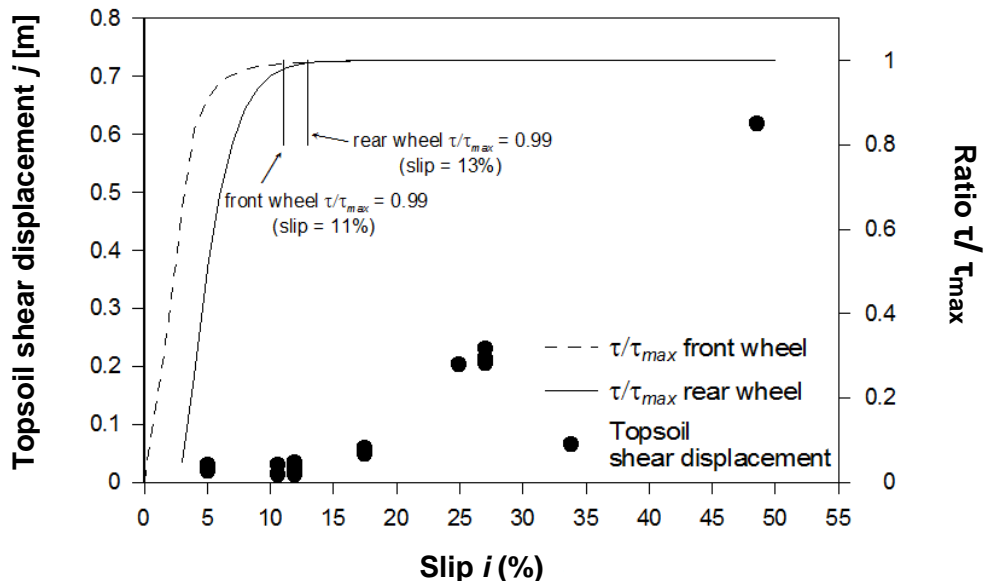 Topsoil shear displacement j [m]
0.8
0.7
0.6
0.5
0.4
0.3
0.2
0.1
0
rear wheel τ/τmax = 0.99
(slip = 13%)
front wheel τ/τmax = 0.99
(slip = 11%)
τ/τmax front wheel
τ/τmax rear wheel
Topsoil
shear displacement
1
0.8
0.6
0.4
0.2
0
Ratio τ/ τmax
0 5 10 15 20 25 30 35 40 45 50 55
Slip i (%)